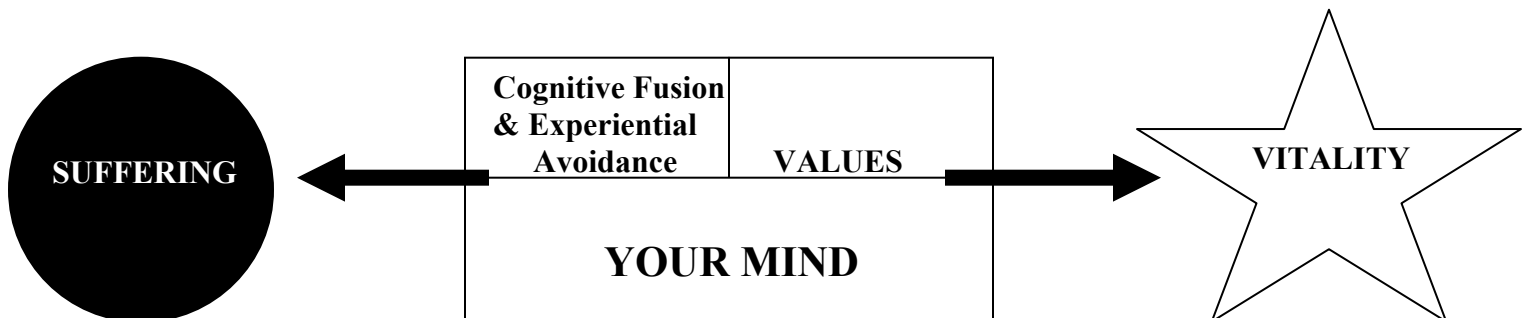 SUFFERING
Cognitive Fusion
& Experiential
Avoidance
VALUES
YOUR MIND
VITALITY